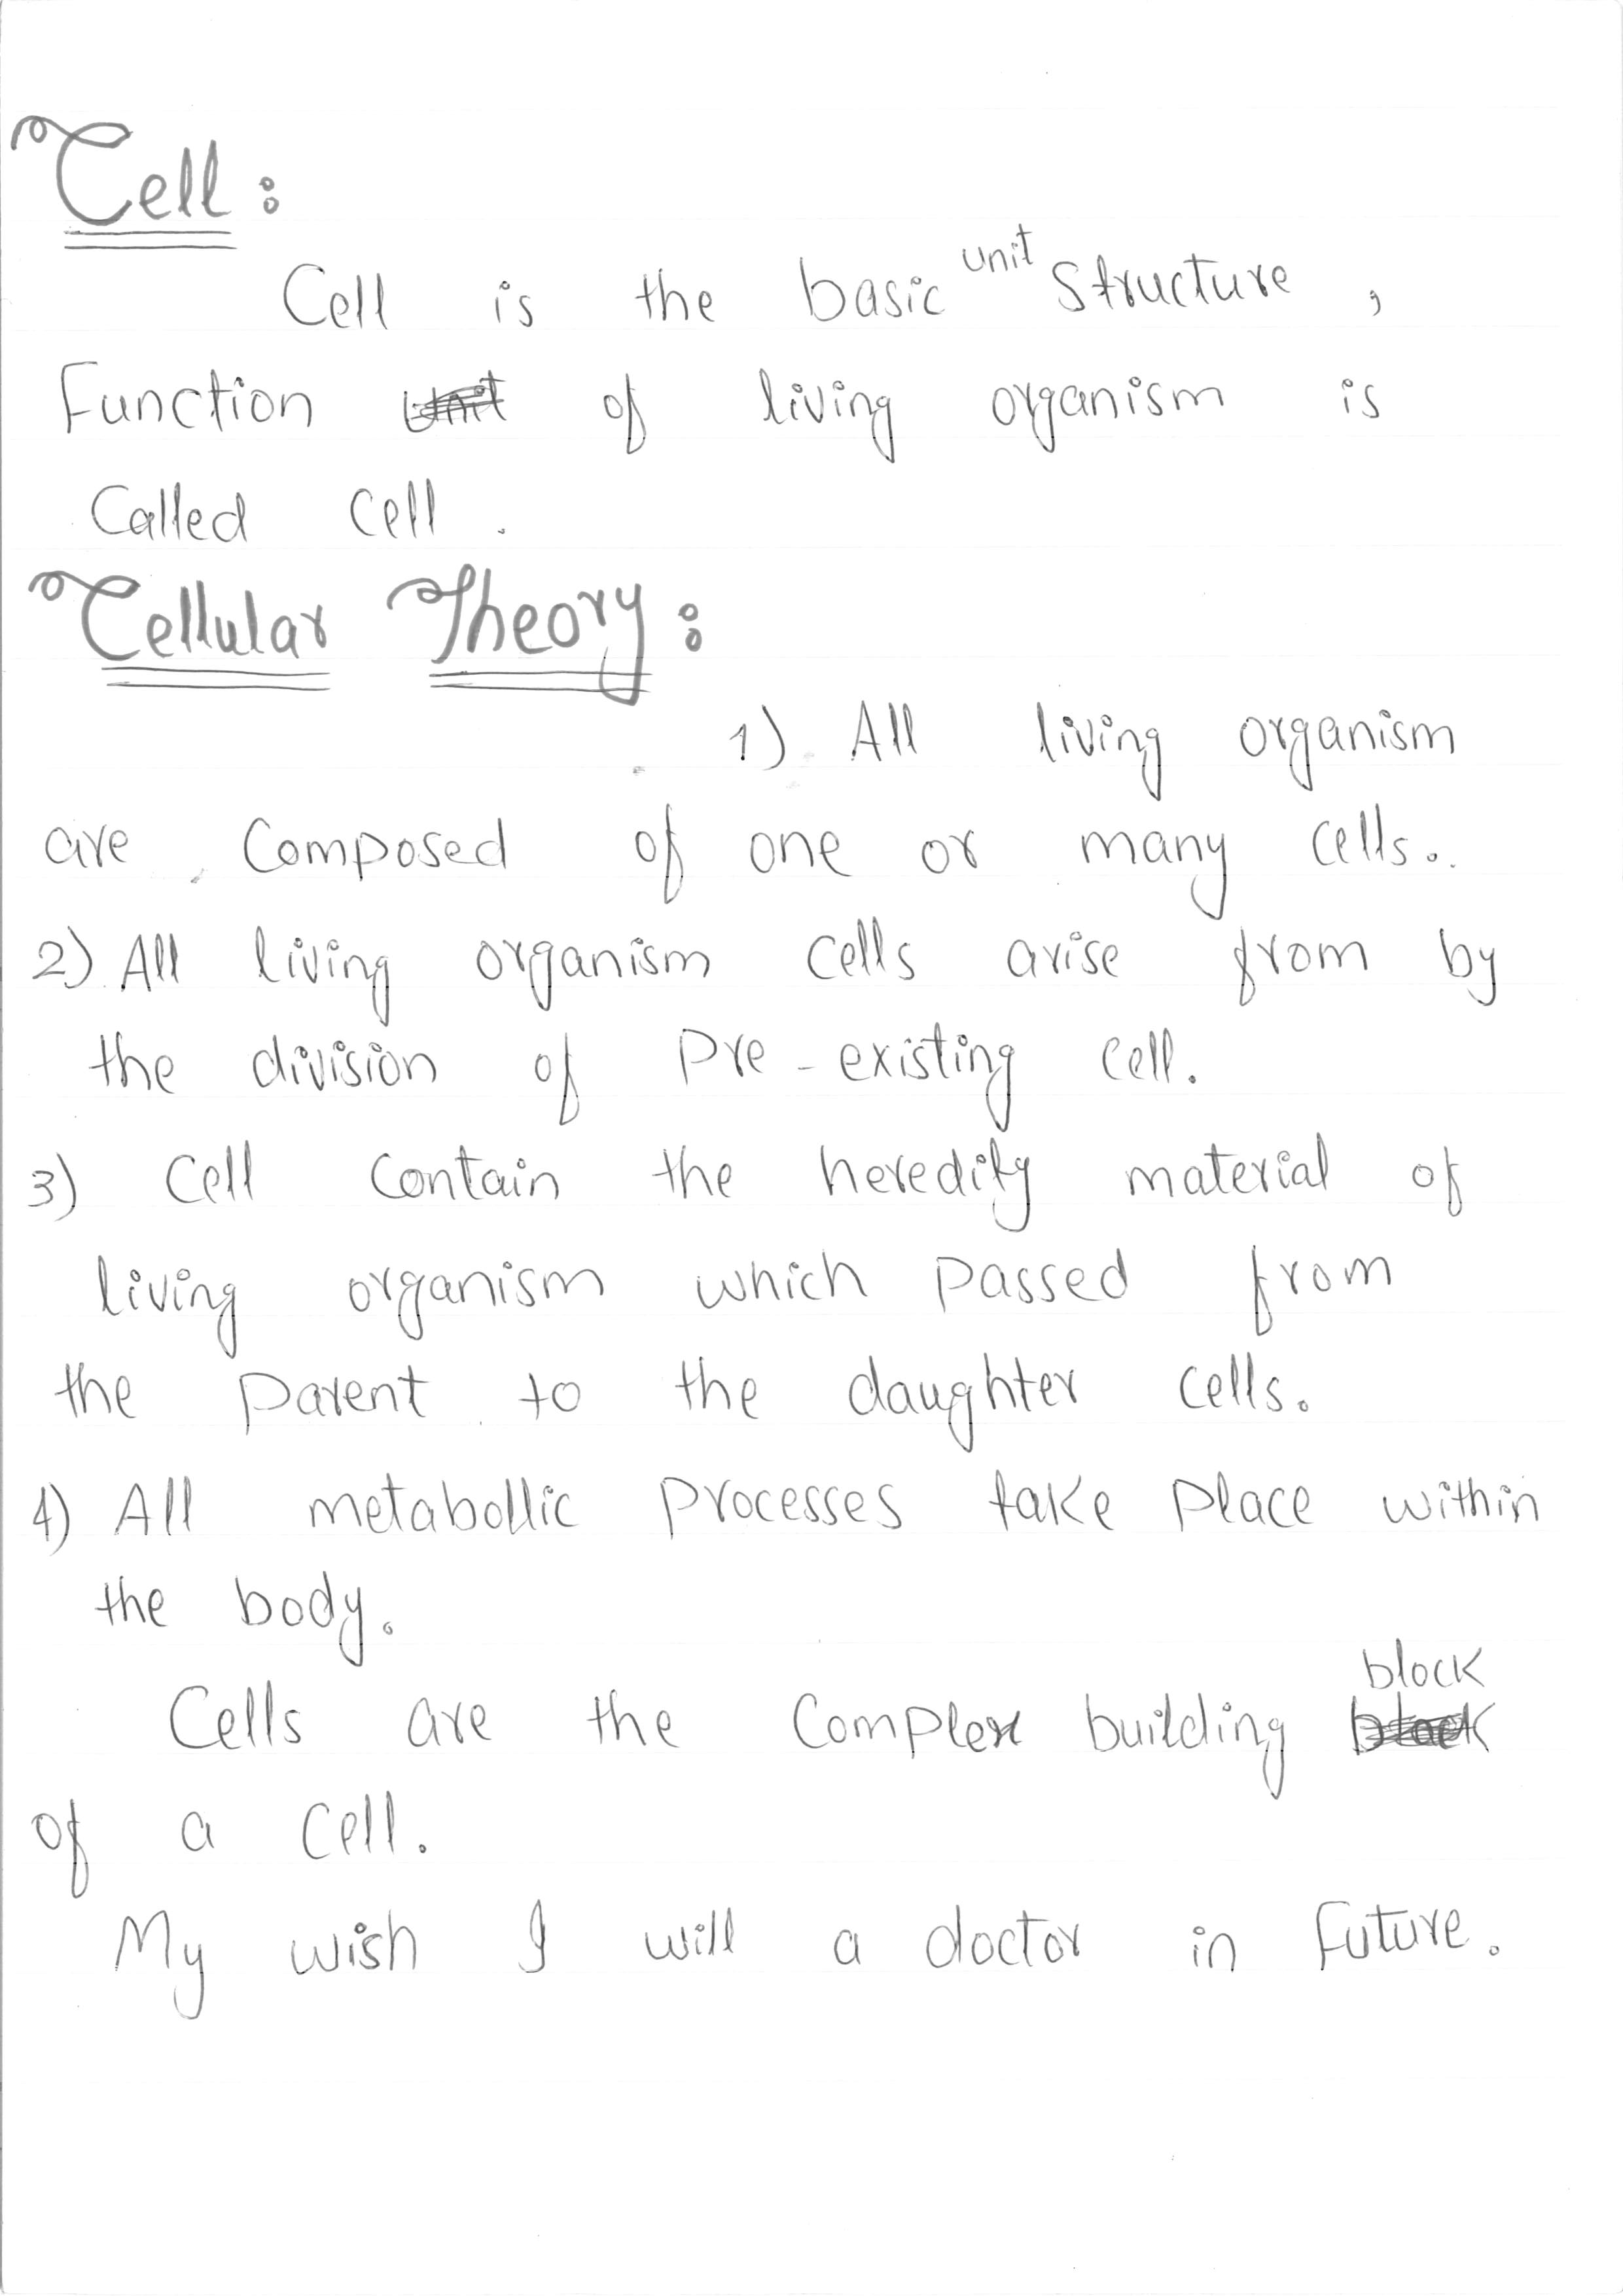 Cell:
Cell is the basic unit Structure,
Function of living organism is
Called Cell.
Cellular Theory:
1) All living organism
are Composed of one or many cells.
2) All living organism cells arise from by
the division of Pre-existing cell.
3) Cell Contain the heredity material of
living organism which Passed from
the Parent to the daughter cells.
4) All metabollic Processes take Place within
the body.
Cells are the Complex building block
of a Cell.
My wish I will a doctor in Future.